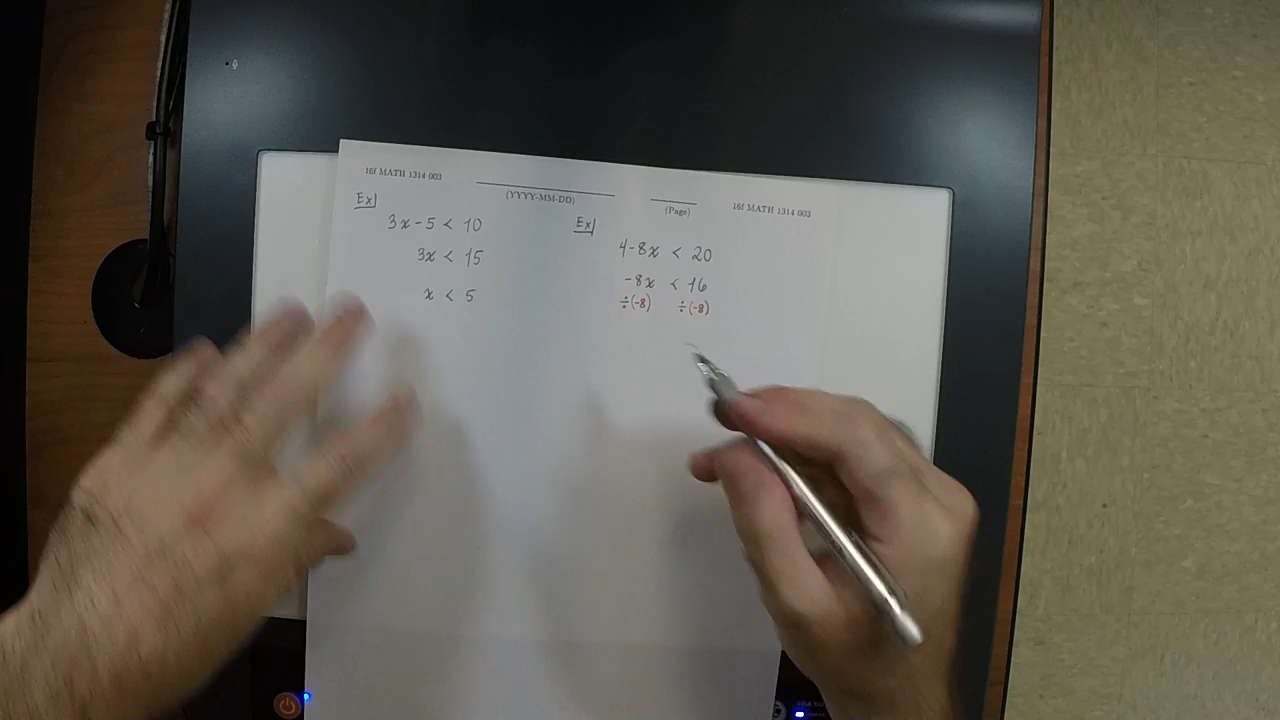 16f MATH 1314 003
(YYYY-MM-DD)
(Page)
16f MATH 1314 003
Ex
3x - 5 < 10
3x < 15
x < 5
Ex
4 - 8x < 20
-8x < 16
÷(-8) ÷(-8)